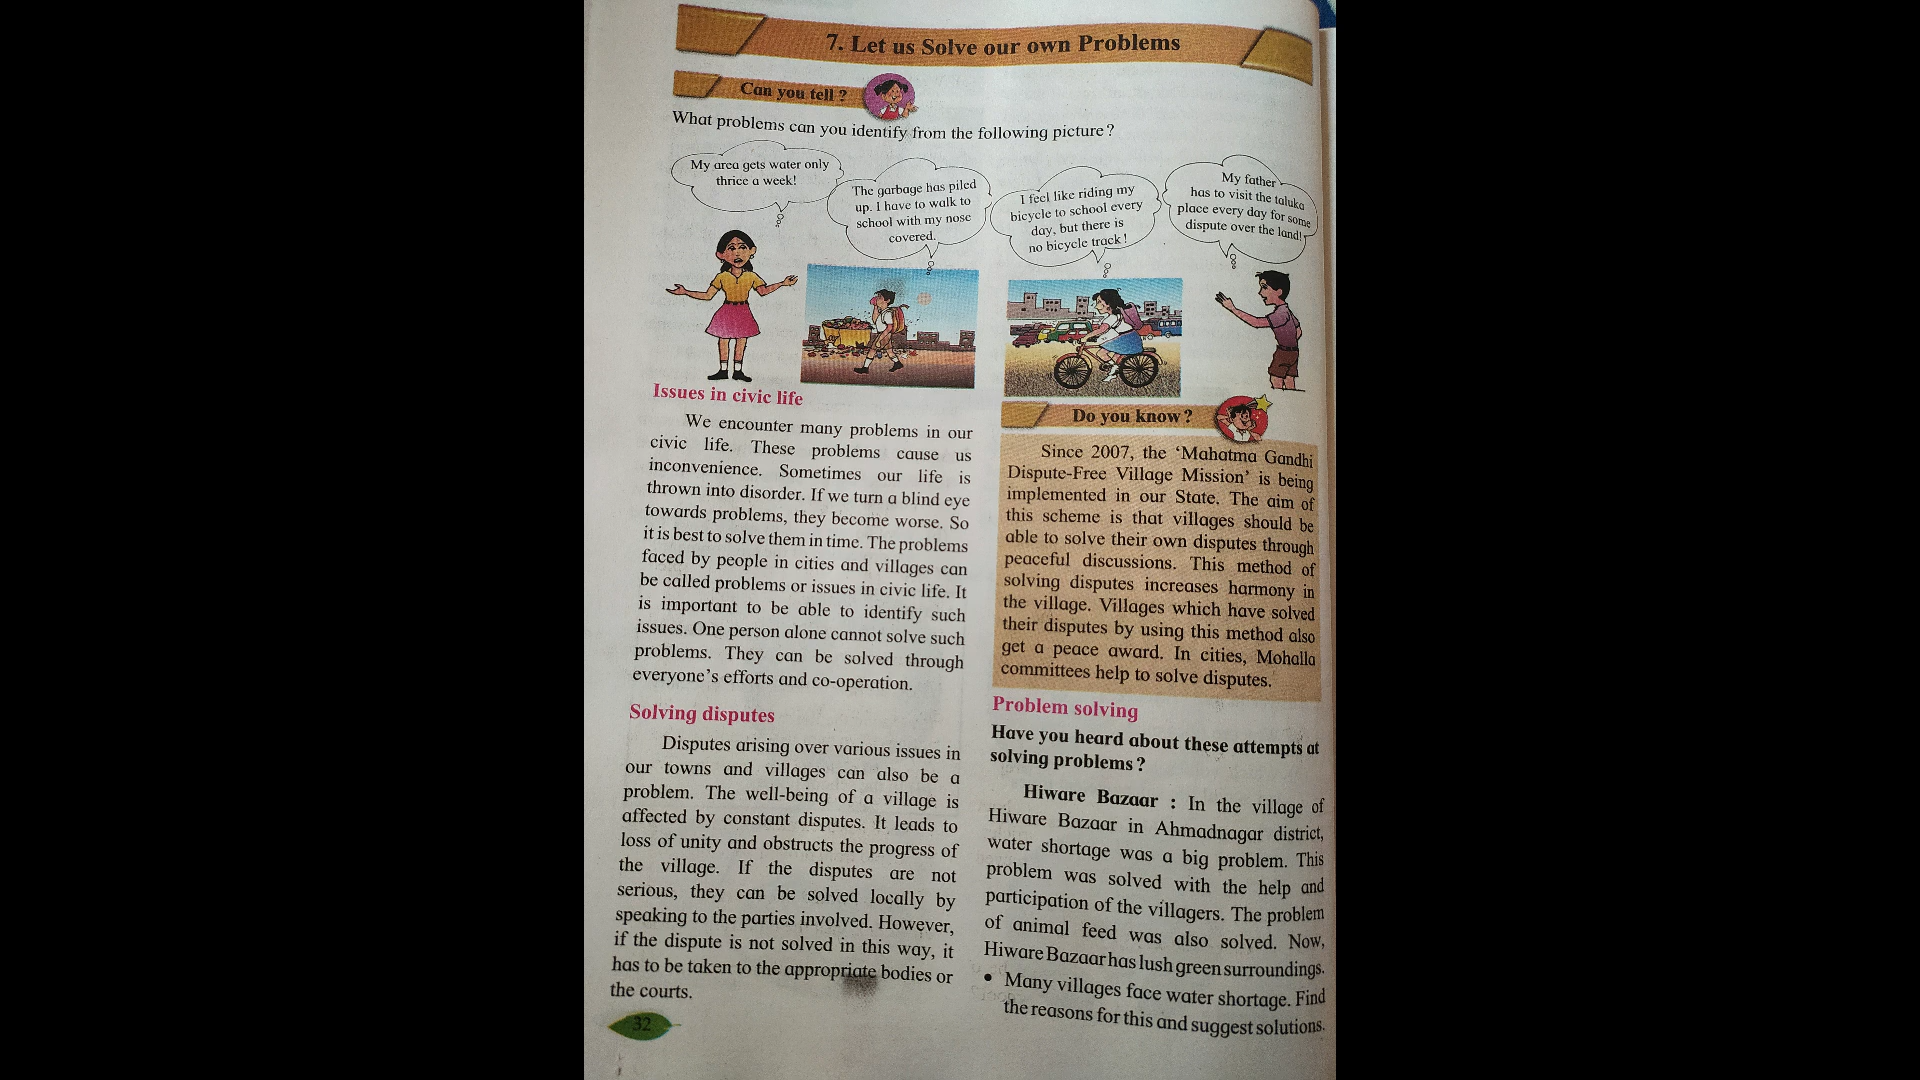 7. Let us Solve our own Problems
Can you tell ?
What problems can you identify from the following picture ?
My area gets water only
thrice a week!
The garbage has piled
up. I have to walk to
school with my nose
covered.
I feel like riding my
bicycle to school every
day, but there is
no bicycle track !
My father
has to visit the taluka
place every day for some
dispute over the land!
Issues in civic life
We encounter many problems in our
civic life. These problems cause us
inconvenience. Sometimes our life is
thrown into disorder. If we turn a blind eye
towards problems, they become worse. So
it is best to solve them in time. The problems
faced by people in cities and villages can
be called problems or issues in civic life. It
is important to be able to identify such
issues. One person alone cannot solve such
problems. They can be solved through
everyone's efforts and co-operation.
Solving disputes
Disputes arising over various issues in
our towns and villages can also be a
problem. The well-being of a village is
affected by constant disputes. It leads to
loss of unity and obstructs the progress of
the village. If the disputes are not
serious, they can be solved locally by
speaking to the parties involved. However,
if the dispute is not solved in this way, it
has to be taken to the appropriate bodies or
the courts.
32
Do you know ?
Since 2007, the ‘Mahatma Gandhi
Dispute-Free Village Mission’ is being
implemented in our State. The aim of
this scheme is that villages should be
able to solve their own disputes through
peaceful discussions. This method of
solving disputes increases harmony in
the village. Villages which have solved
their disputes by using this method also
get a peace award. In cities, Mohalla
committees help to solve disputes.
Problem solving
Have you heard about these attempts at
solving problems ?
Hiware Bazaar : In the village of
Hiware Bazaar in Ahmadnagar district,
water shortage was a big problem. This
problem was solved with the help and
participation of the villagers. The problem
of animal feed was also solved. Now,
Hiware Bazaar has lush green surroundings.
• Many villages face water shortage. Find
the reasons for this and suggest solutions.